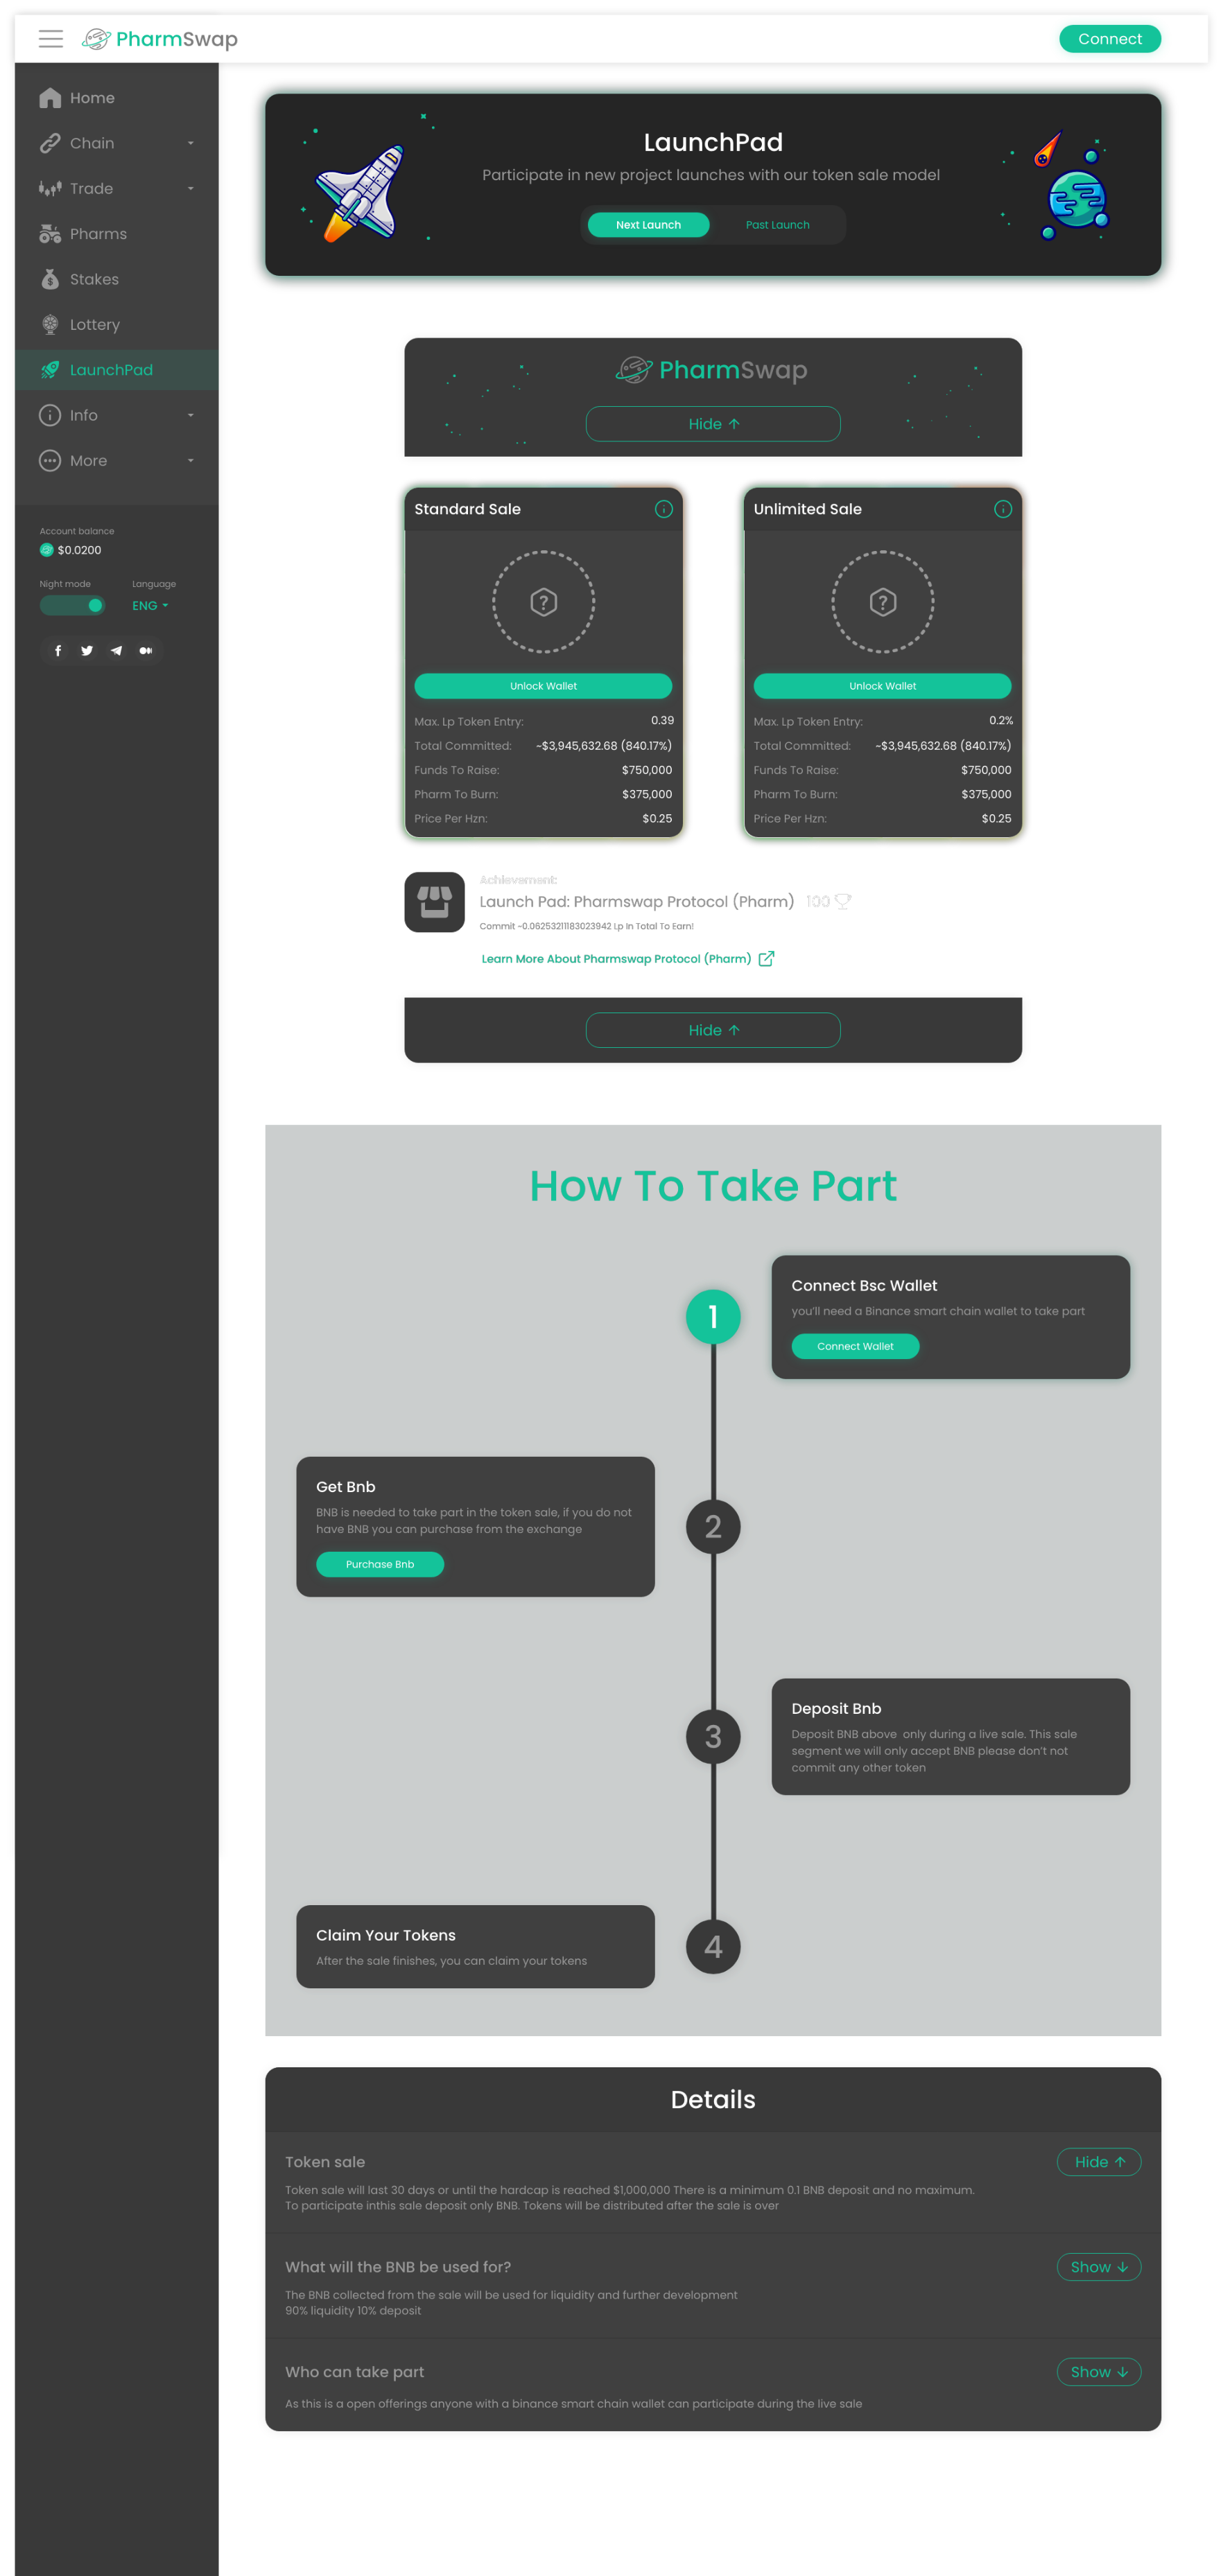 PharmSwap
Connect
Home
Chain
Trade
Pharms
Stakes
Lottery
LaunchPad
Info
More
Account balance
$0.0200
Night mode
Language
ENG
LaunchPad
Participate in new project launches with our token sale model
Next Launch
Past Launch
PharmSwap
Hide ↑
Standard Sale
Unlock Wallet
Max. Lp Token Entry: 0.39
Total Committed: ~$3,945,632.68 (840.17%)
Funds To Raise: $750,000
Pharm To Burn: $375,000
Price Per Hzn: $0.25
Unlimited Sale
Unlock Wallet
Max. Lp Token Entry: 0.2%
Total Committed: ~$3,945,632.68 (840.17%)
Funds To Raise: $750,000
Pharm To Burn: $375,000
Price Per Hzn: $0.25
Achievement:
Launch Pad: Pharmswap Protocol (Pharm) 100
Commit ~0.06253211183023942 Lp In Total To Earn!
Learn More About Pharmswap Protocol (Pharm)
Hide ↑
How To Take Part
1
Connect Bsc Wallet
you'll need a Binance smart chain wallet to take part
Connect Wallet
2
Get Bnb
BNB is needed to take part in the token sale, if you do not
have BNB you can purchase from the exchange
Purchase Bnb
3
Deposit Bnb
Deposit BNB above only during a live sale. This sale
segment we will only accept BNB please don't not
commit any other token
4
Claim Your Tokens
After the sale finishes, you can claim your tokens
Details
Token sale
Hide ↑
Token sale will last 30 days or until the hardcap is reached $1,000,000 There is a minimum 0.1 BNB deposit and no maximum.
To participate inthis sale deposit only BNB. Tokens will be distributed after the sale is over
What will the BNB be used for?
Show ↓
The BNB collected from the sale will be used for liquidity and further development
90% liquidity 10% deposit
Who can take part
Show ↓
As this is a open offerings anyone with a binance smart chain wallet can participate during the live sale